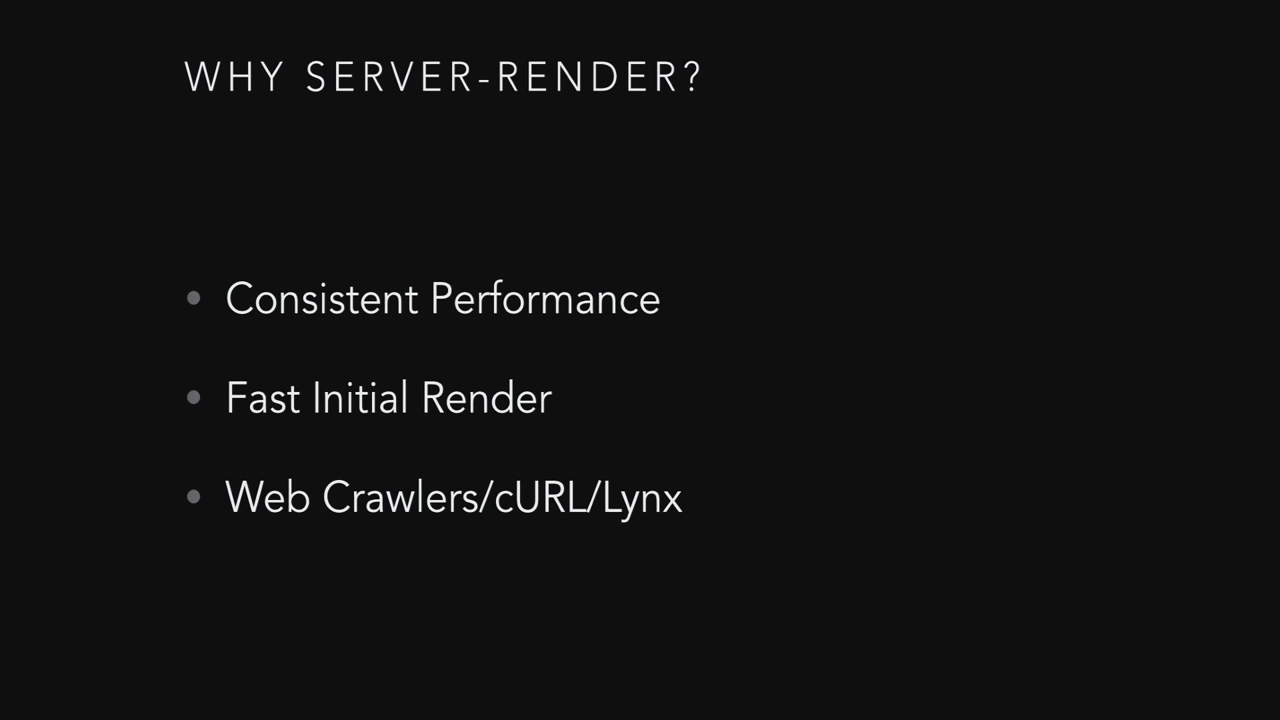 WHY SERVER-RENDER?
• Consistent Performance
• Fast Initial Render
• Web Crawlers/cURL/Lynx